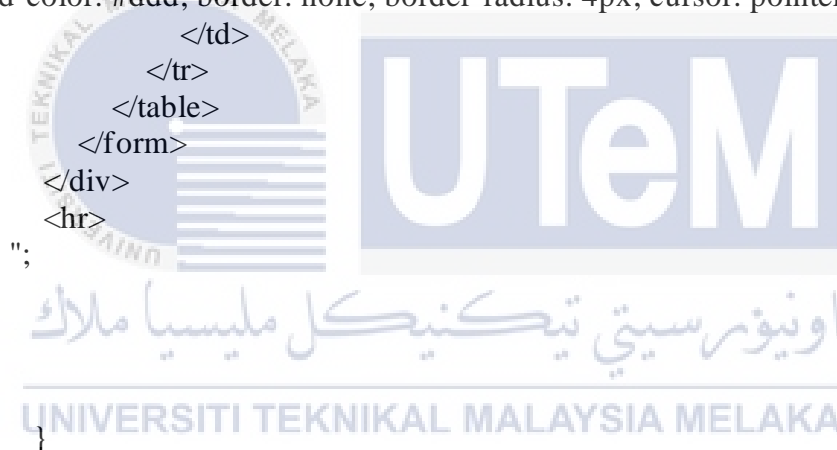 d-color: #ddd; border: none; border-radius: 4px; cursor: pointer
</td>
</tr>
</table>
</form>
</div>
<hr>
";
UTeM
اونيۏرسيتي تيكنيكل مليسيا ملاك
UNIVERSITI TEKNIKAL MALAYSIA MELAKA
}